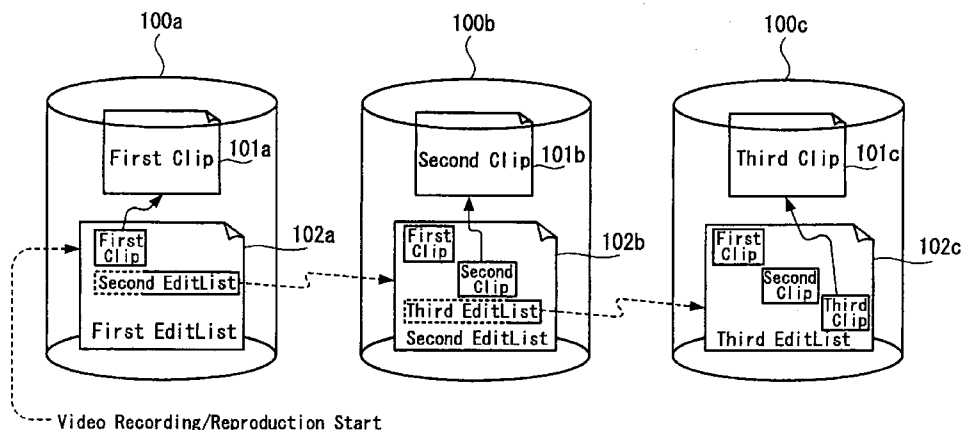 100a
100b
100c
First Clip
101a
Second Clip
101b
Third Clip
101c
First
Clip
Second EditList
First EditList
102a
First
Clip
Second
Clip
Third EditList
Second EditList
102b
First
Clip
Second
Clip
Third
Clip
Third EditList
102c
Video Recording/Reproduction Start